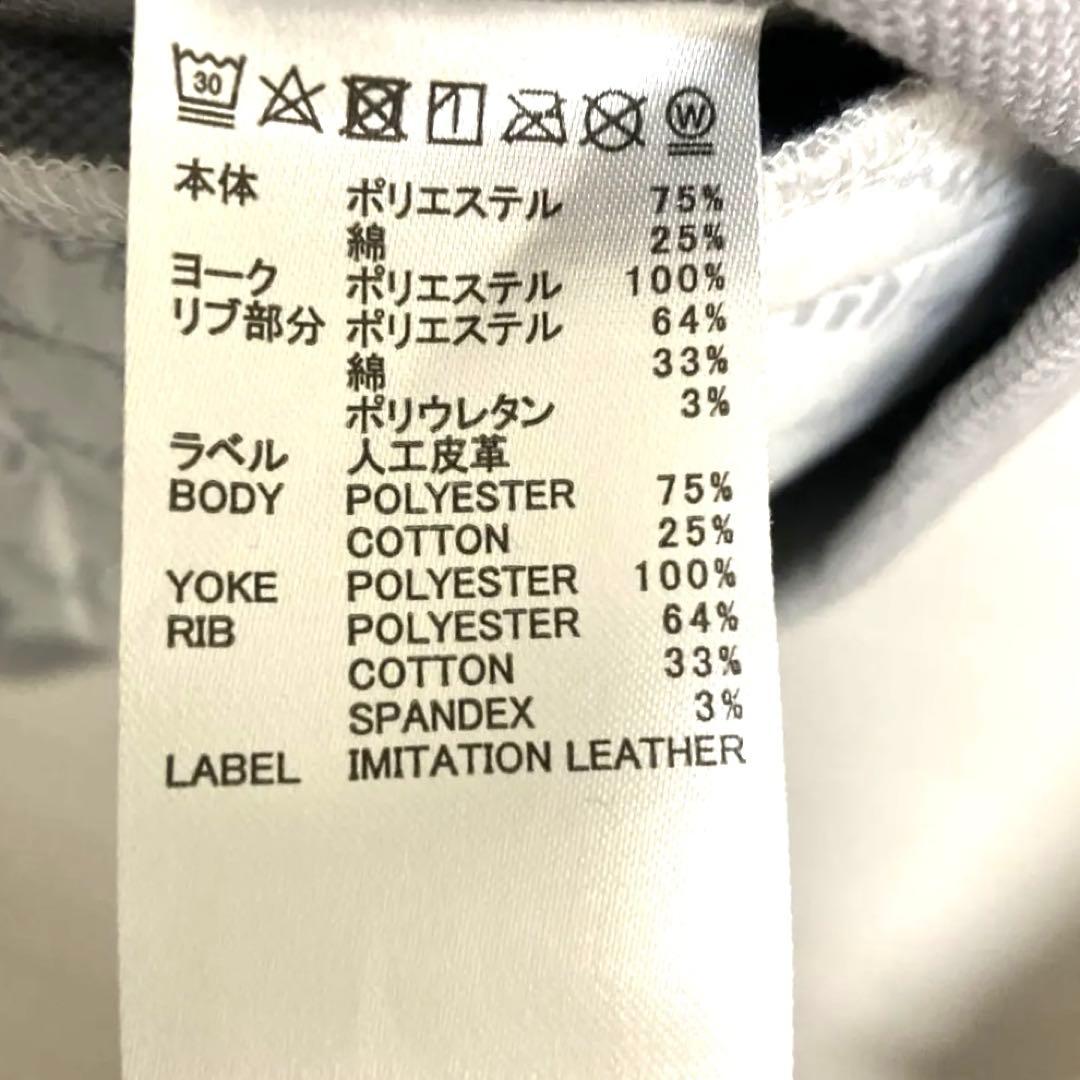 30 W
本体 ポリエステル 75%
綿 25%
ヨーク ポリエステル 100%
リブ部分 ポリエステル 64%
綿 33%
ポリウレタン 3%
ラベル 人工皮革
BODY POLYESTER 75%
COTTON 25%
YOKE POLYESTER 100%
RIB POLYESTER 64%
COTTON 33%
SPANDEX 3%
LABEL IMITATION LEATHER